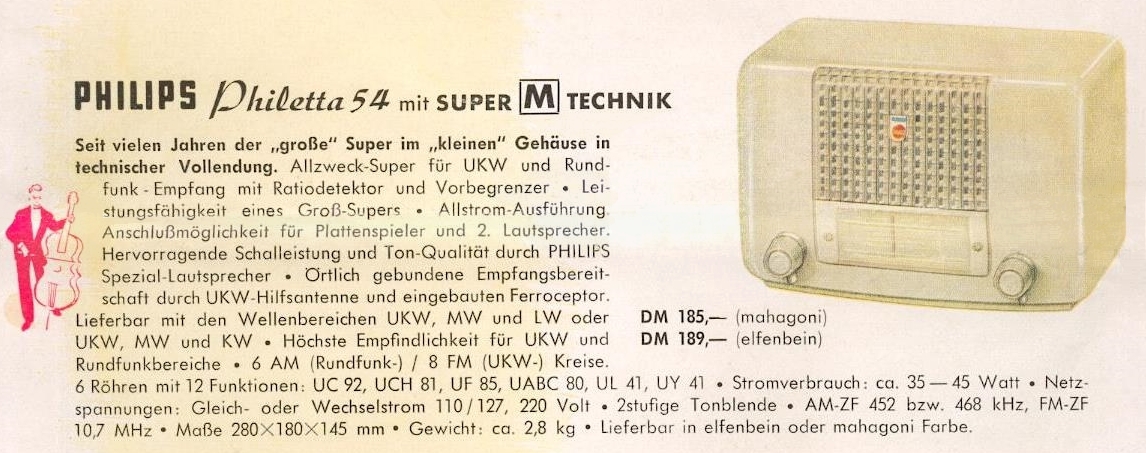 PHILIPS Philetta 54 mit SUPER M TECHNIK
Seit vielen Jahren der „große“ Super im „kleinen“ Gehäuse in
technischer Vollendung. Allzweck-Super für UKW und Rund-
funk - Empfang mit Ratiodetektor und Vorbegrenzer • Lei-
stungsfähigkeit eines Groß-Supers • Allstrom-Ausführung.
Anschlußmöglichkeit für Plattenspieler und 2. Lautsprecher.
Hervorragende Schalleistung und Ton-Qualität durch PHILIPS
Spezial-Lautsprecher • Örtlich gebundene Empfangsbereit-
schaft durch UKW-Hilfsantenne und eingebauten Ferroceptor.
Lieferbar mit den Wellenbereichen UKW, MW und LW oder
UKW, MW und KW • Höchste Empfindlichkeit für UKW und
Rundfunkbereiche • 6 AM (Rundfunk-) / 8 FM (UKW-) Kreise.
DM 185,— (mahagoni)
DM 189,— (elfenbein)
6 Röhren mit 12 Funktionen: UC 92, UCH 81, UF 85, UABC 80, UL 41, UY 41 • Stromverbrauch: ca. 35 — 45 Watt • Netz-
spannungen: Gleich- oder Wechselstrom 110/127, 220 Volt • 2stufige Tonblende • AM-ZF 452 bzw. 468 kHz, FM-ZF
10,7 MHz • Maße 280×180×145 mm • Gewicht: ca. 2,8 kg • Lieferbar in elfenbein oder mahagoni Farbe.